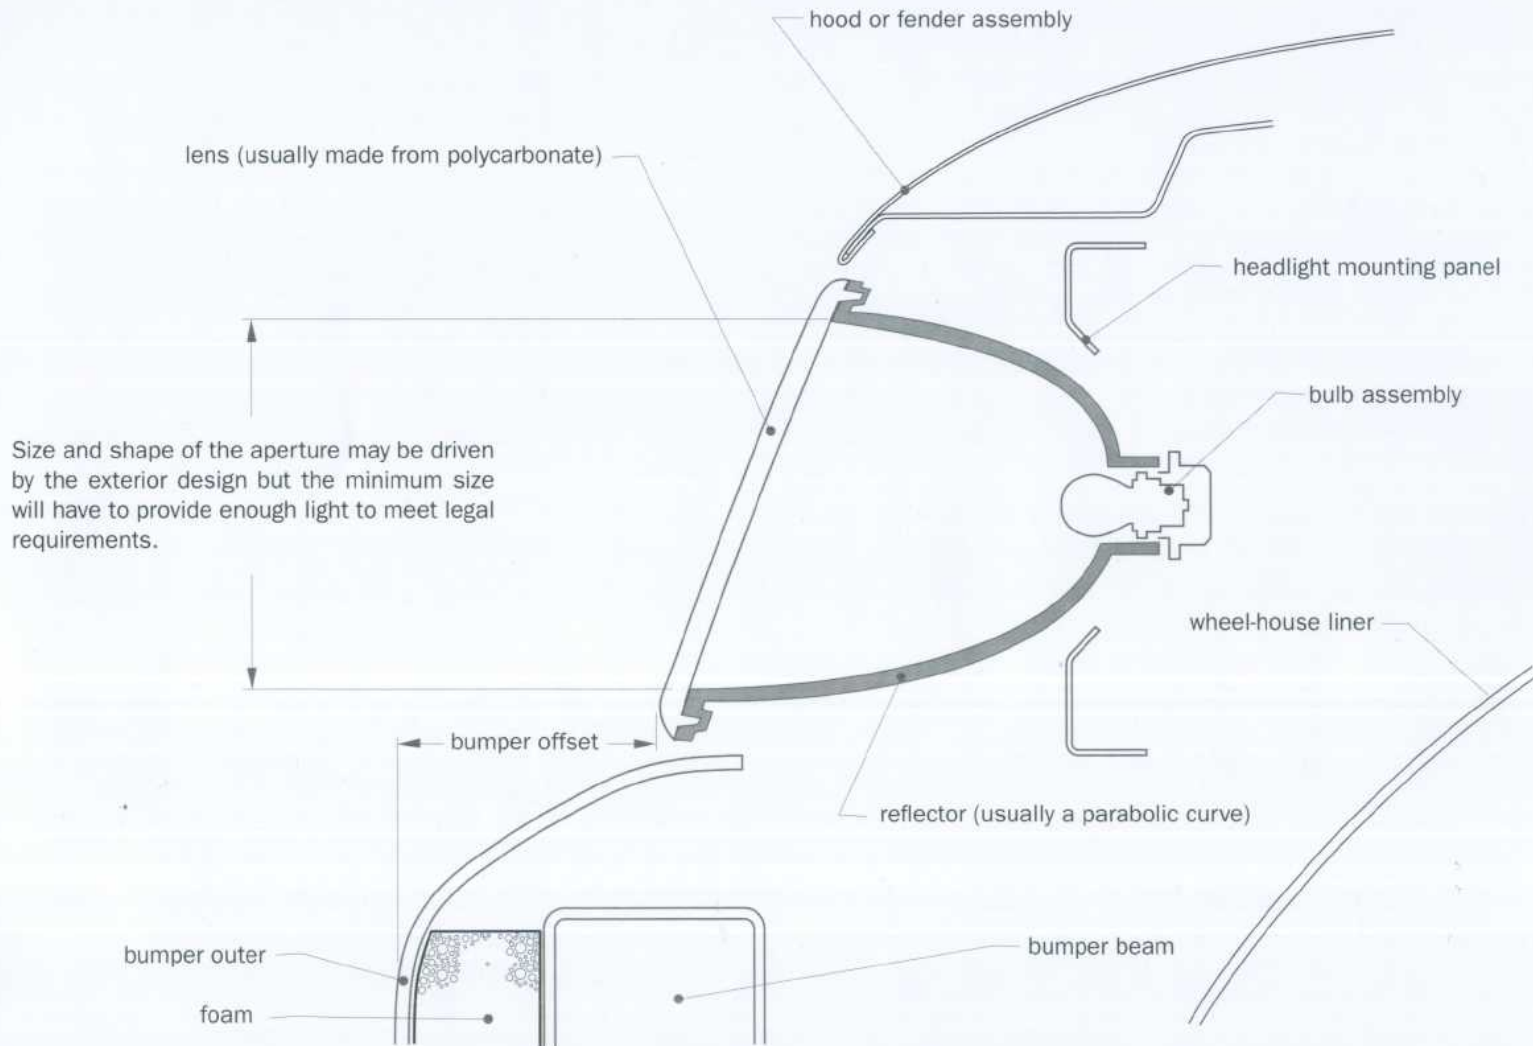 hood or fender assembly
lens (usually made from polycarbonate)
headlight mounting panel
bulb assembly
Size and shape of the aperture may be driven
by the exterior design but the minimum size
will have to provide enough light to meet legal
requirements.
wheel-house liner
bumper offset
reflector (usually a parabolic curve)
bumper outer
bumper beam
foam